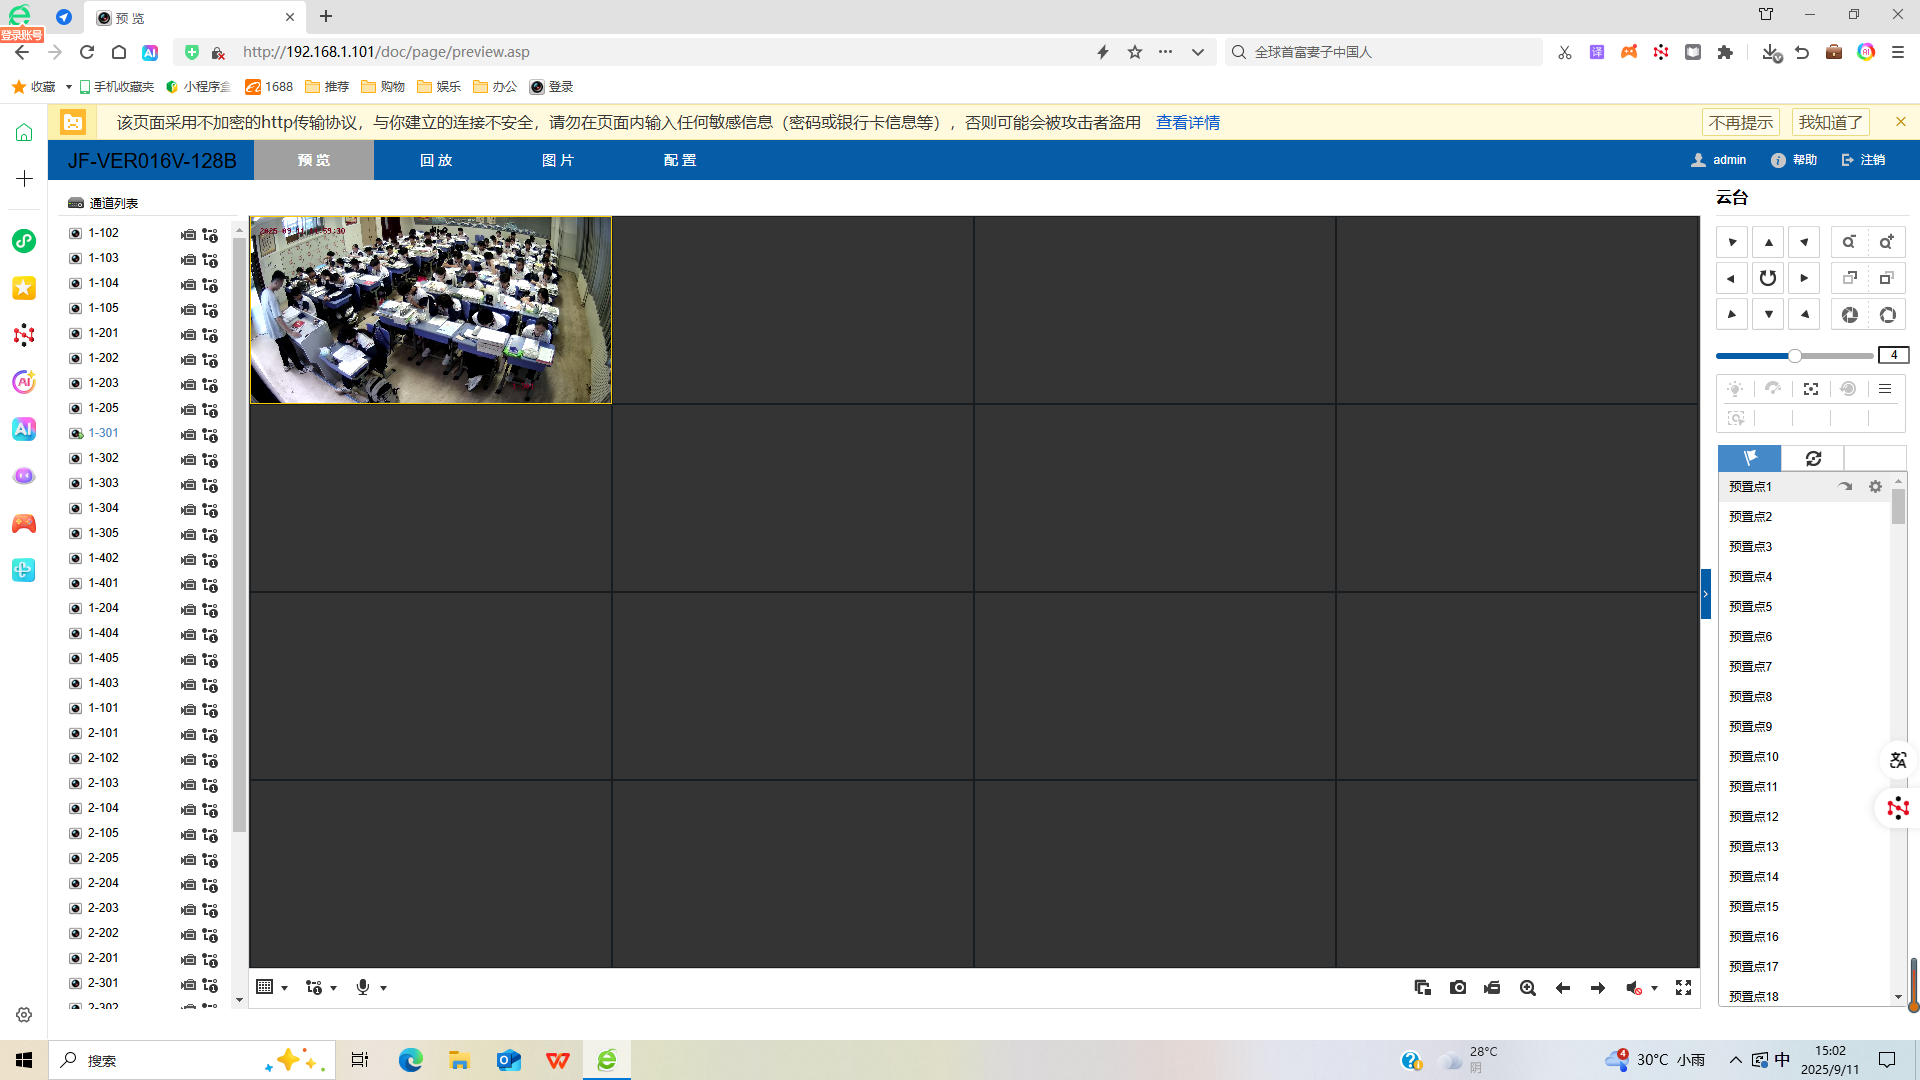 预 览
登录账号
http://192.168.1.101/doc/page/preview.asp
全球首富妻子中国人
收藏
手机收藏夹
小程序盒
1688
推荐
购物
娱乐
办公
登录
该页面采用不加密的http传输协议，与你建立的连接不安全，请勿在页面内输入任何敏感信息（密码或银行卡信息等），否则可能会被攻击者盗用 查看详情
不再提示
我知道了
JF-VER016V-128B
预 览
回 放
图 片
配 置
admin
帮助
注销
通道列表
1-102
1-103
1-104
1-105
1-201
1-202
1-203
1-205
1-301
1-302
1-303
1-304
1-305
1-402
1-401
1-204
1-404
1-405
1-403
1-101
2-101
2-102
2-103
2-104
2-105
2-205
2-204
2-203
2-202
2-201
2-301
2-302
云台
4
预置点1
预置点2
预置点3
预置点4
预置点5
预置点6
预置点7
预置点8
预置点9
预置点10
预置点11
预置点12
预置点13
预置点14
预置点15
预置点16
预置点17
预置点18
搜索
28°C
阴
4
30°C 小雨
中
15:02
2025/9/11